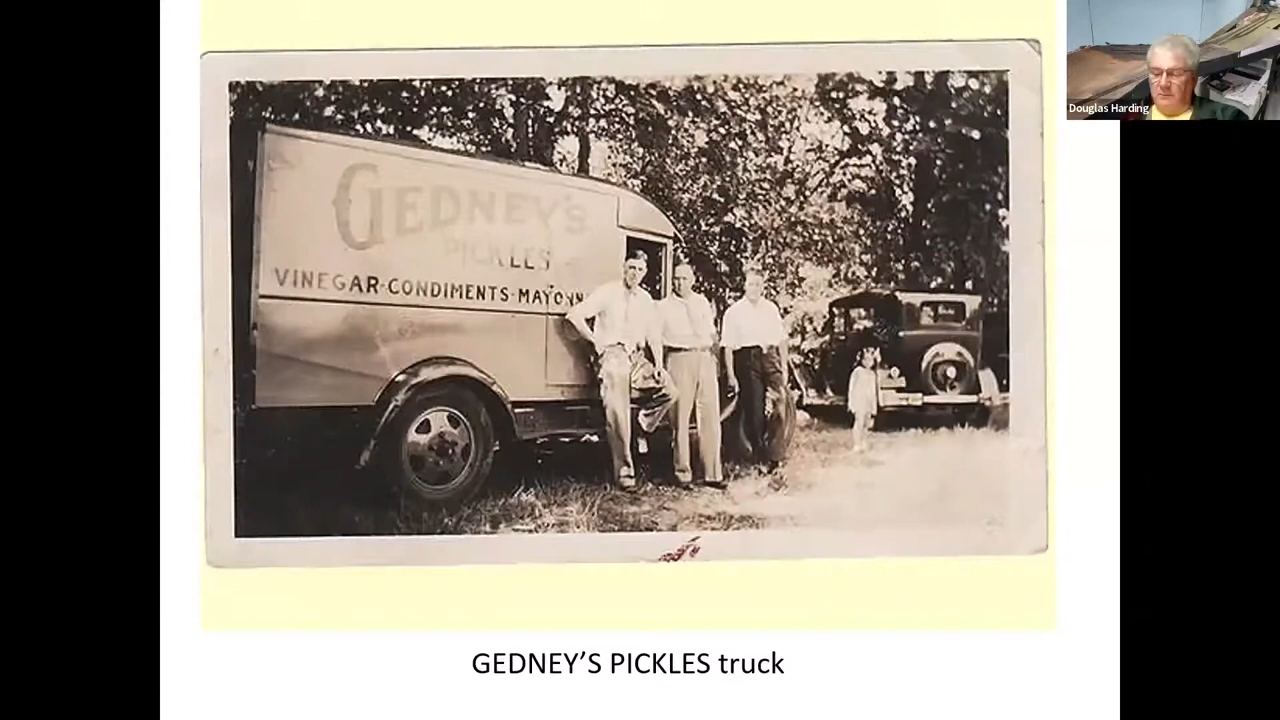 Douglas Harding
GEDNEY'S
PICKLES
VINEGAR-CONDIMENTS-MAYONN
GEDNEY’S PICKLES truck